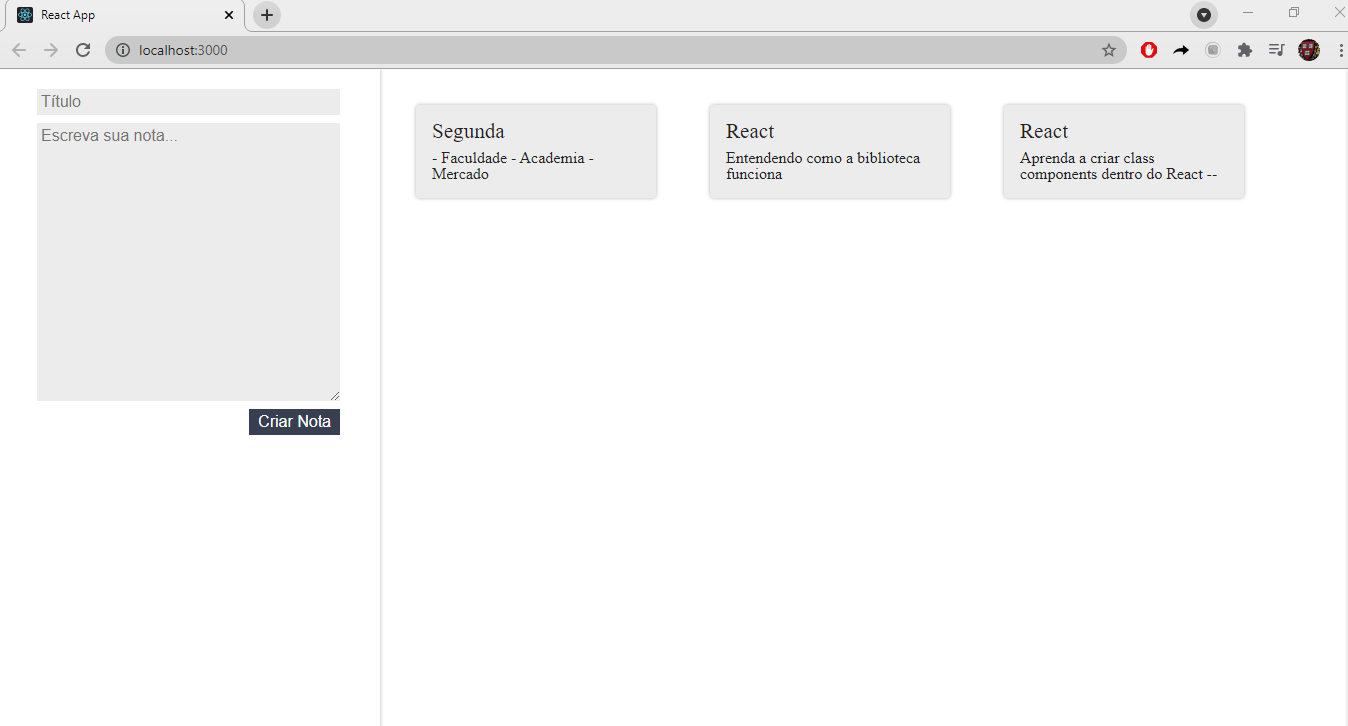 React App
localhost:3000
Título
Escreva sua nota...
Criar Nota
Segunda
- Faculdade - Academia -
Mercado
React
Entendendo como a biblioteca
funciona
React
Aprenda a criar class
components dentro do React --